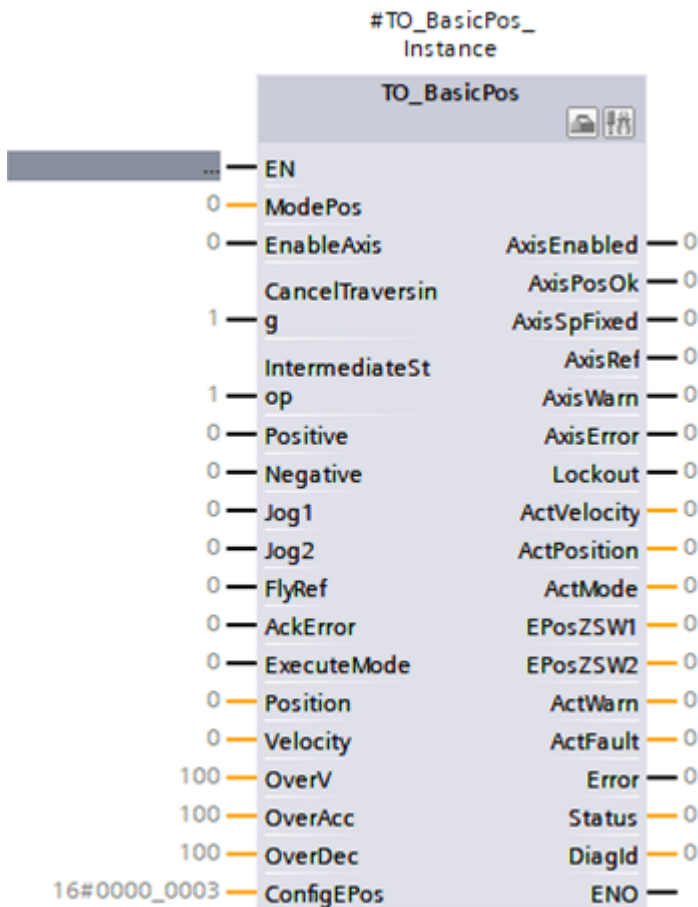 #TO_BasicPos_
Instance
TO_BasicPos
... EN
0 ModePos
0 EnableAxis AxisEnabled 0
CancelTraversin AxisPosOk 0
1 g AxisSpFixed 0
IntermediateSt AxisRef 0
1 op AxisWarn 0
0 Positive AxisError 0
0 Negative Lockout 0
0 Jog1 ActVelocity 0
0 Jog2 ActPosition 0
0 FlyRef ActMode 0
0 AckError EPosZSW1 0
0 ExecuteMode EPosZSW2 0
0 Position ActWarn 0
0 Velocity ActFault 0
100 OverV Error 0
100 OverAcc Status 0
100 OverDec DiagId 0
16#0000_0003 ConfigEPos ENO